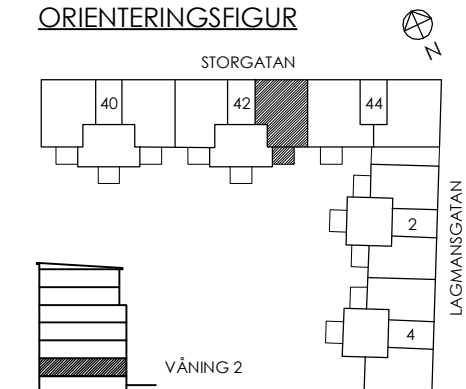 ORIENTERINGSFIGUR
N
STORGATAN
40
42
44
2
LAGMANSGATAN
4
VÅNING 2